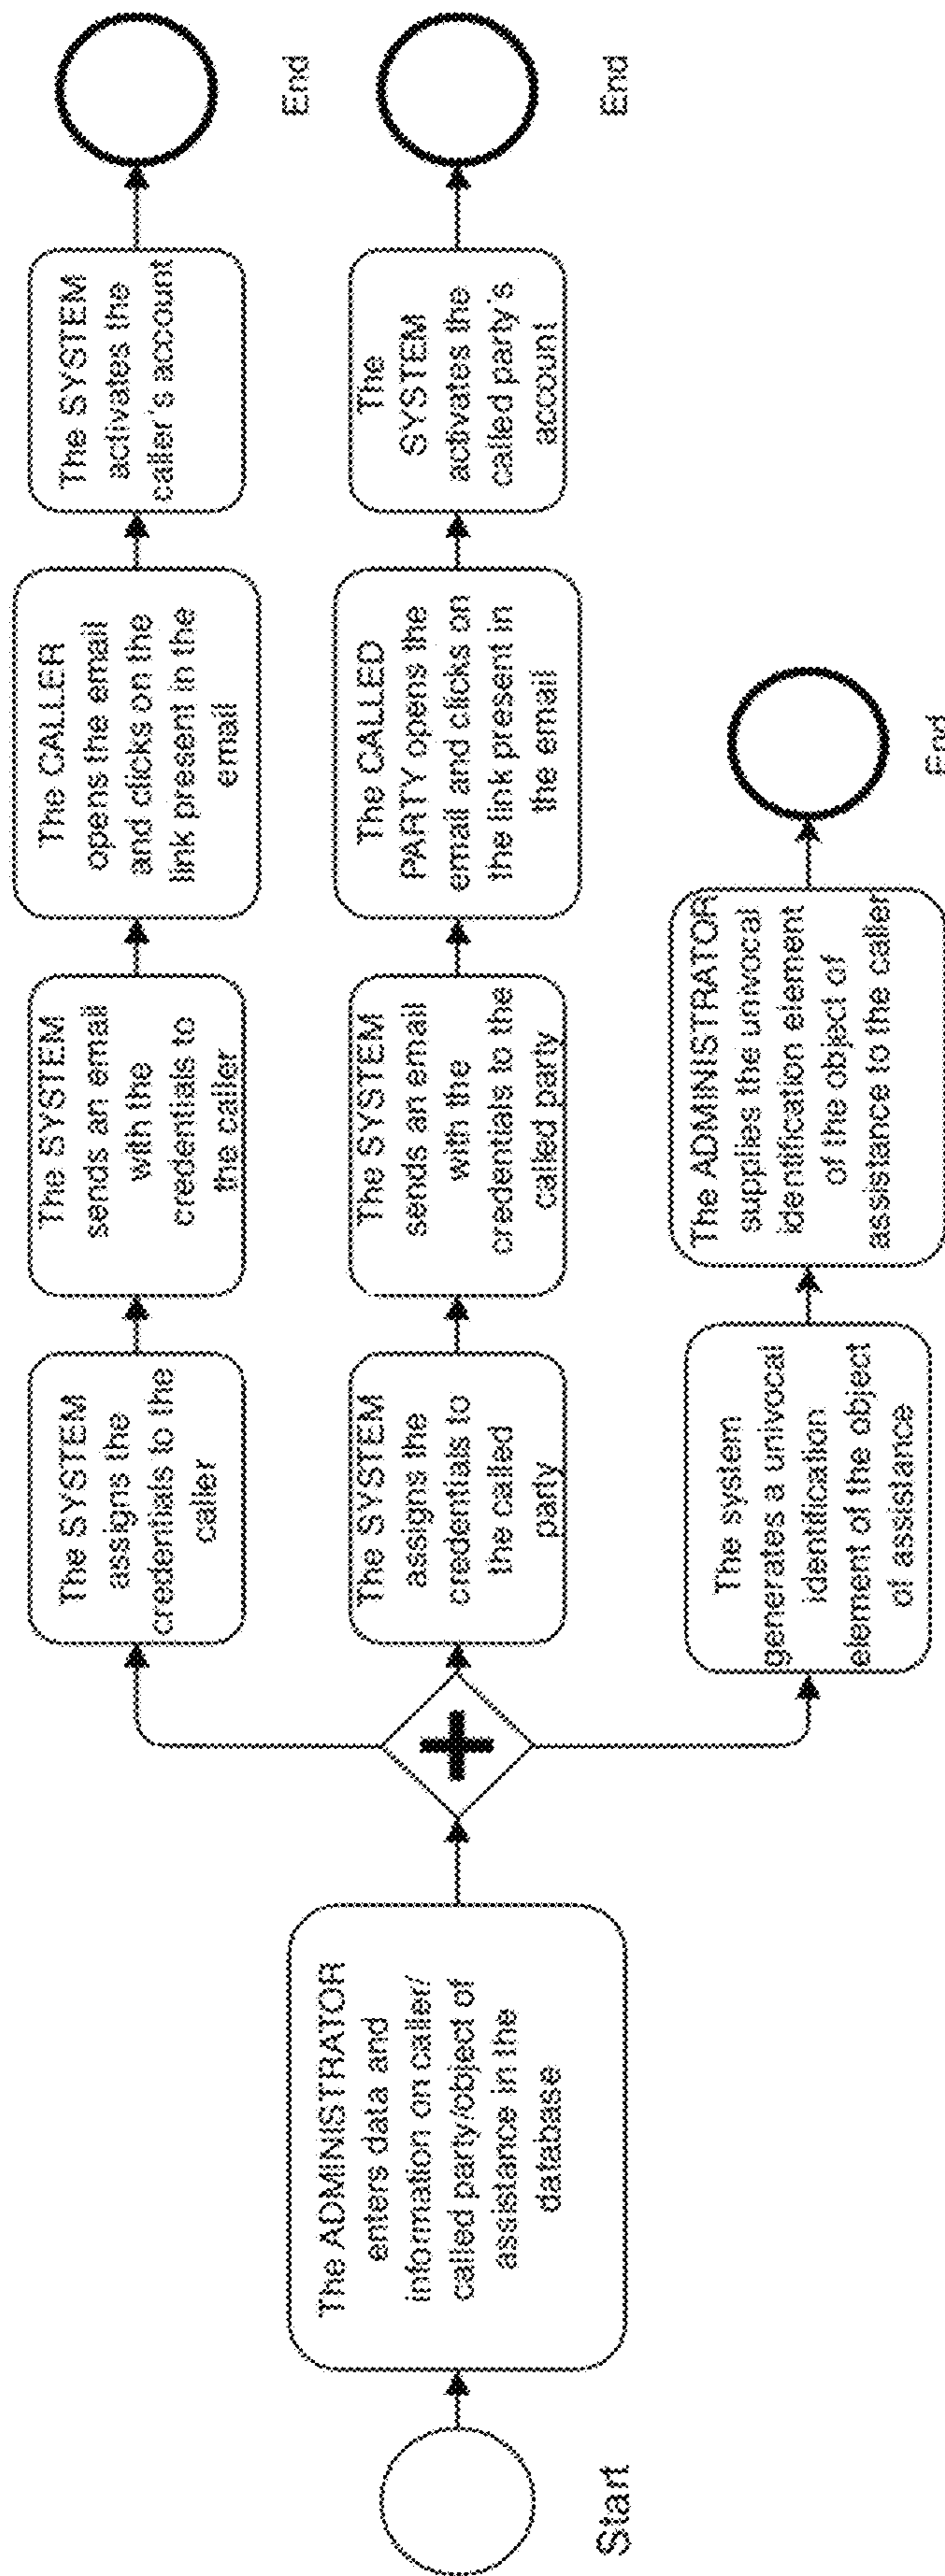 Start
The ADMINISTRATOR
enters data and
information on caller/
called party/object of
assistance in the
database
The SYSTEM
assigns the
credentials to the
caller
The SYSTEM
sends an email
with the
credentials to
the caller
The CALLER
opens the email
and clicks on the
link present in the
email
The SYSTEM
activates the
caller's account
End
The SYSTEM
assigns the
credentials to
the called
party
The SYSTEM
sends an email
with the
credentials to the
called party
The CALLED
PARTY opens the
email and clicks on
the link present in
the email
The
SYSTEM
activates the
called party's
account
End
The system
generates a univocal
identification
element of the object
of assistance
The ADMINISTRATOR
supplies the univocal
identification element
of the object of
assistance to the caller
End